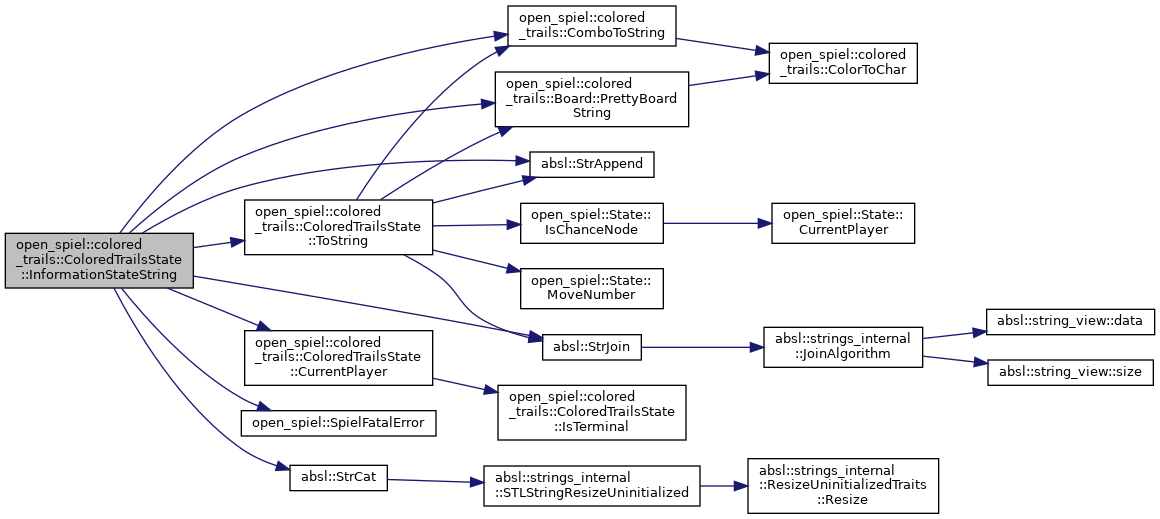 open_spiel::colored
_trails::ColoredTrailsState
::InformationStateString
open_spiel::colored
_trails::ComboToString
open_spiel::colored
_trails::ColorToChar
open_spiel::colored
_trails::Board::PrettyBoard
String
absl::StrAppend
open_spiel::colored
_trails::ColoredTrailsState
::ToString
open_spiel::State::
IsChanceNode
open_spiel::State::
CurrentPlayer
open_spiel::State::
MoveNumber
absl::StrJoin
absl::strings_internal
::JoinAlgorithm
absl::string_view::data
absl::string_view::size
open_spiel::colored
_trails::ColoredTrailsState
::CurrentPlayer
open_spiel::colored
_trails::ColoredTrailsState
::IsTerminal
open_spiel::SpielFatalError
absl::StrCat
absl::strings_internal
::STLStringResizeUninitialized
absl::strings_internal
::ResizeUninitializedTraits
::Resize